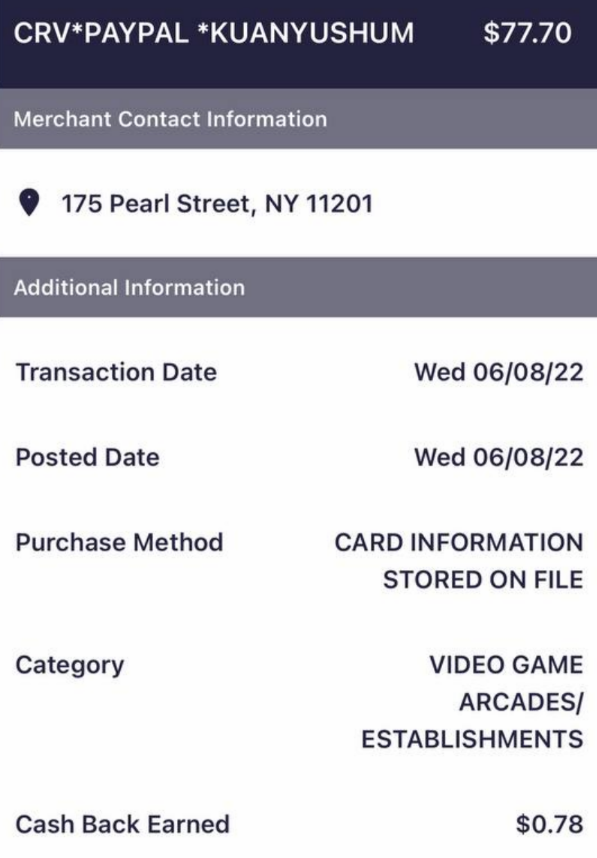 CRV*PAYPAL *KUANYUSHUM $77.70
Merchant Contact Information
175 Pearl Street, NY 11201
Additional Information
Transaction Date Wed 06/08/22
Posted Date Wed 06/08/22
Purchase Method CARD INFORMATION
STORED ON FILE
Category VIDEO GAME
ARCADES/
ESTABLISHMENTS
Cash Back Earned $0.78